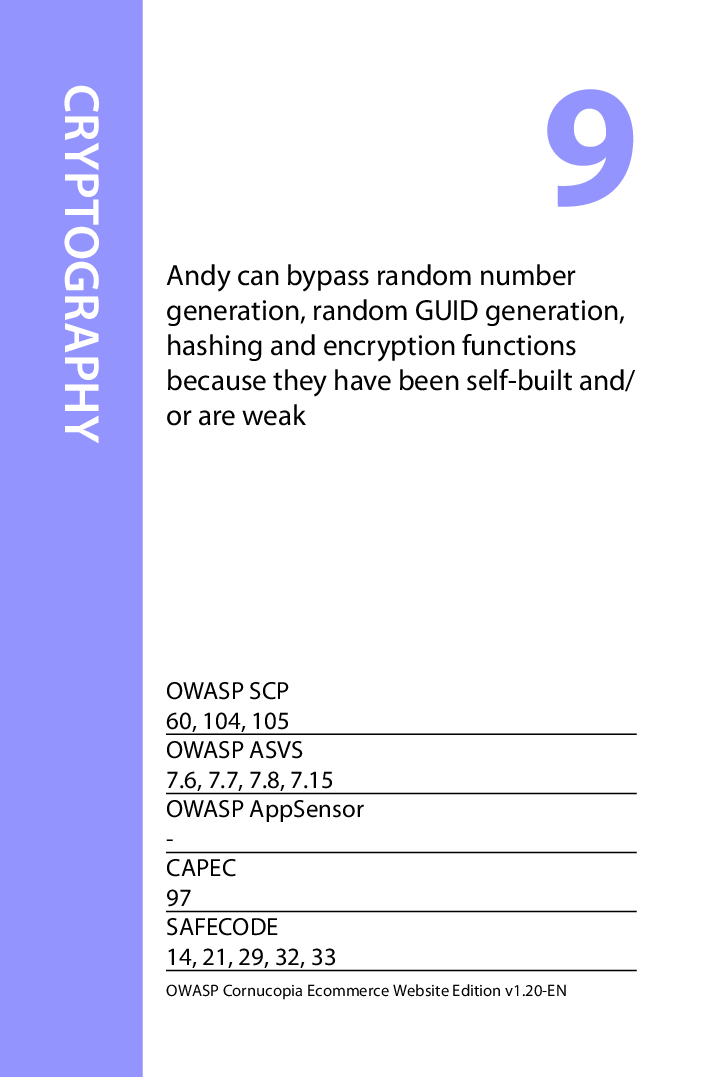 CRYPTOGRAPHY
9
Andy can bypass random number
generation, random GUID generation,
hashing and encryption functions
because they have been self-built and/
or are weak
OWASP SCP
60, 104, 105
OWASP ASVS
7.6, 7.7, 7.8, 7.15
OWASP AppSensor
-
CAPEC
97
SAFECODE
14, 21, 29, 32, 33
OWASP Cornucopia Ecommerce Website Edition v1.20-EN